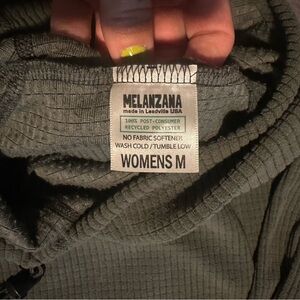 MELANZANA
made in Leadville USA
100% POST-CONSUMER
RECYCLED POLYESTER
NO FABRIC SOFTENER
WASH COLD / TUMBLE LOW
WOMENS M